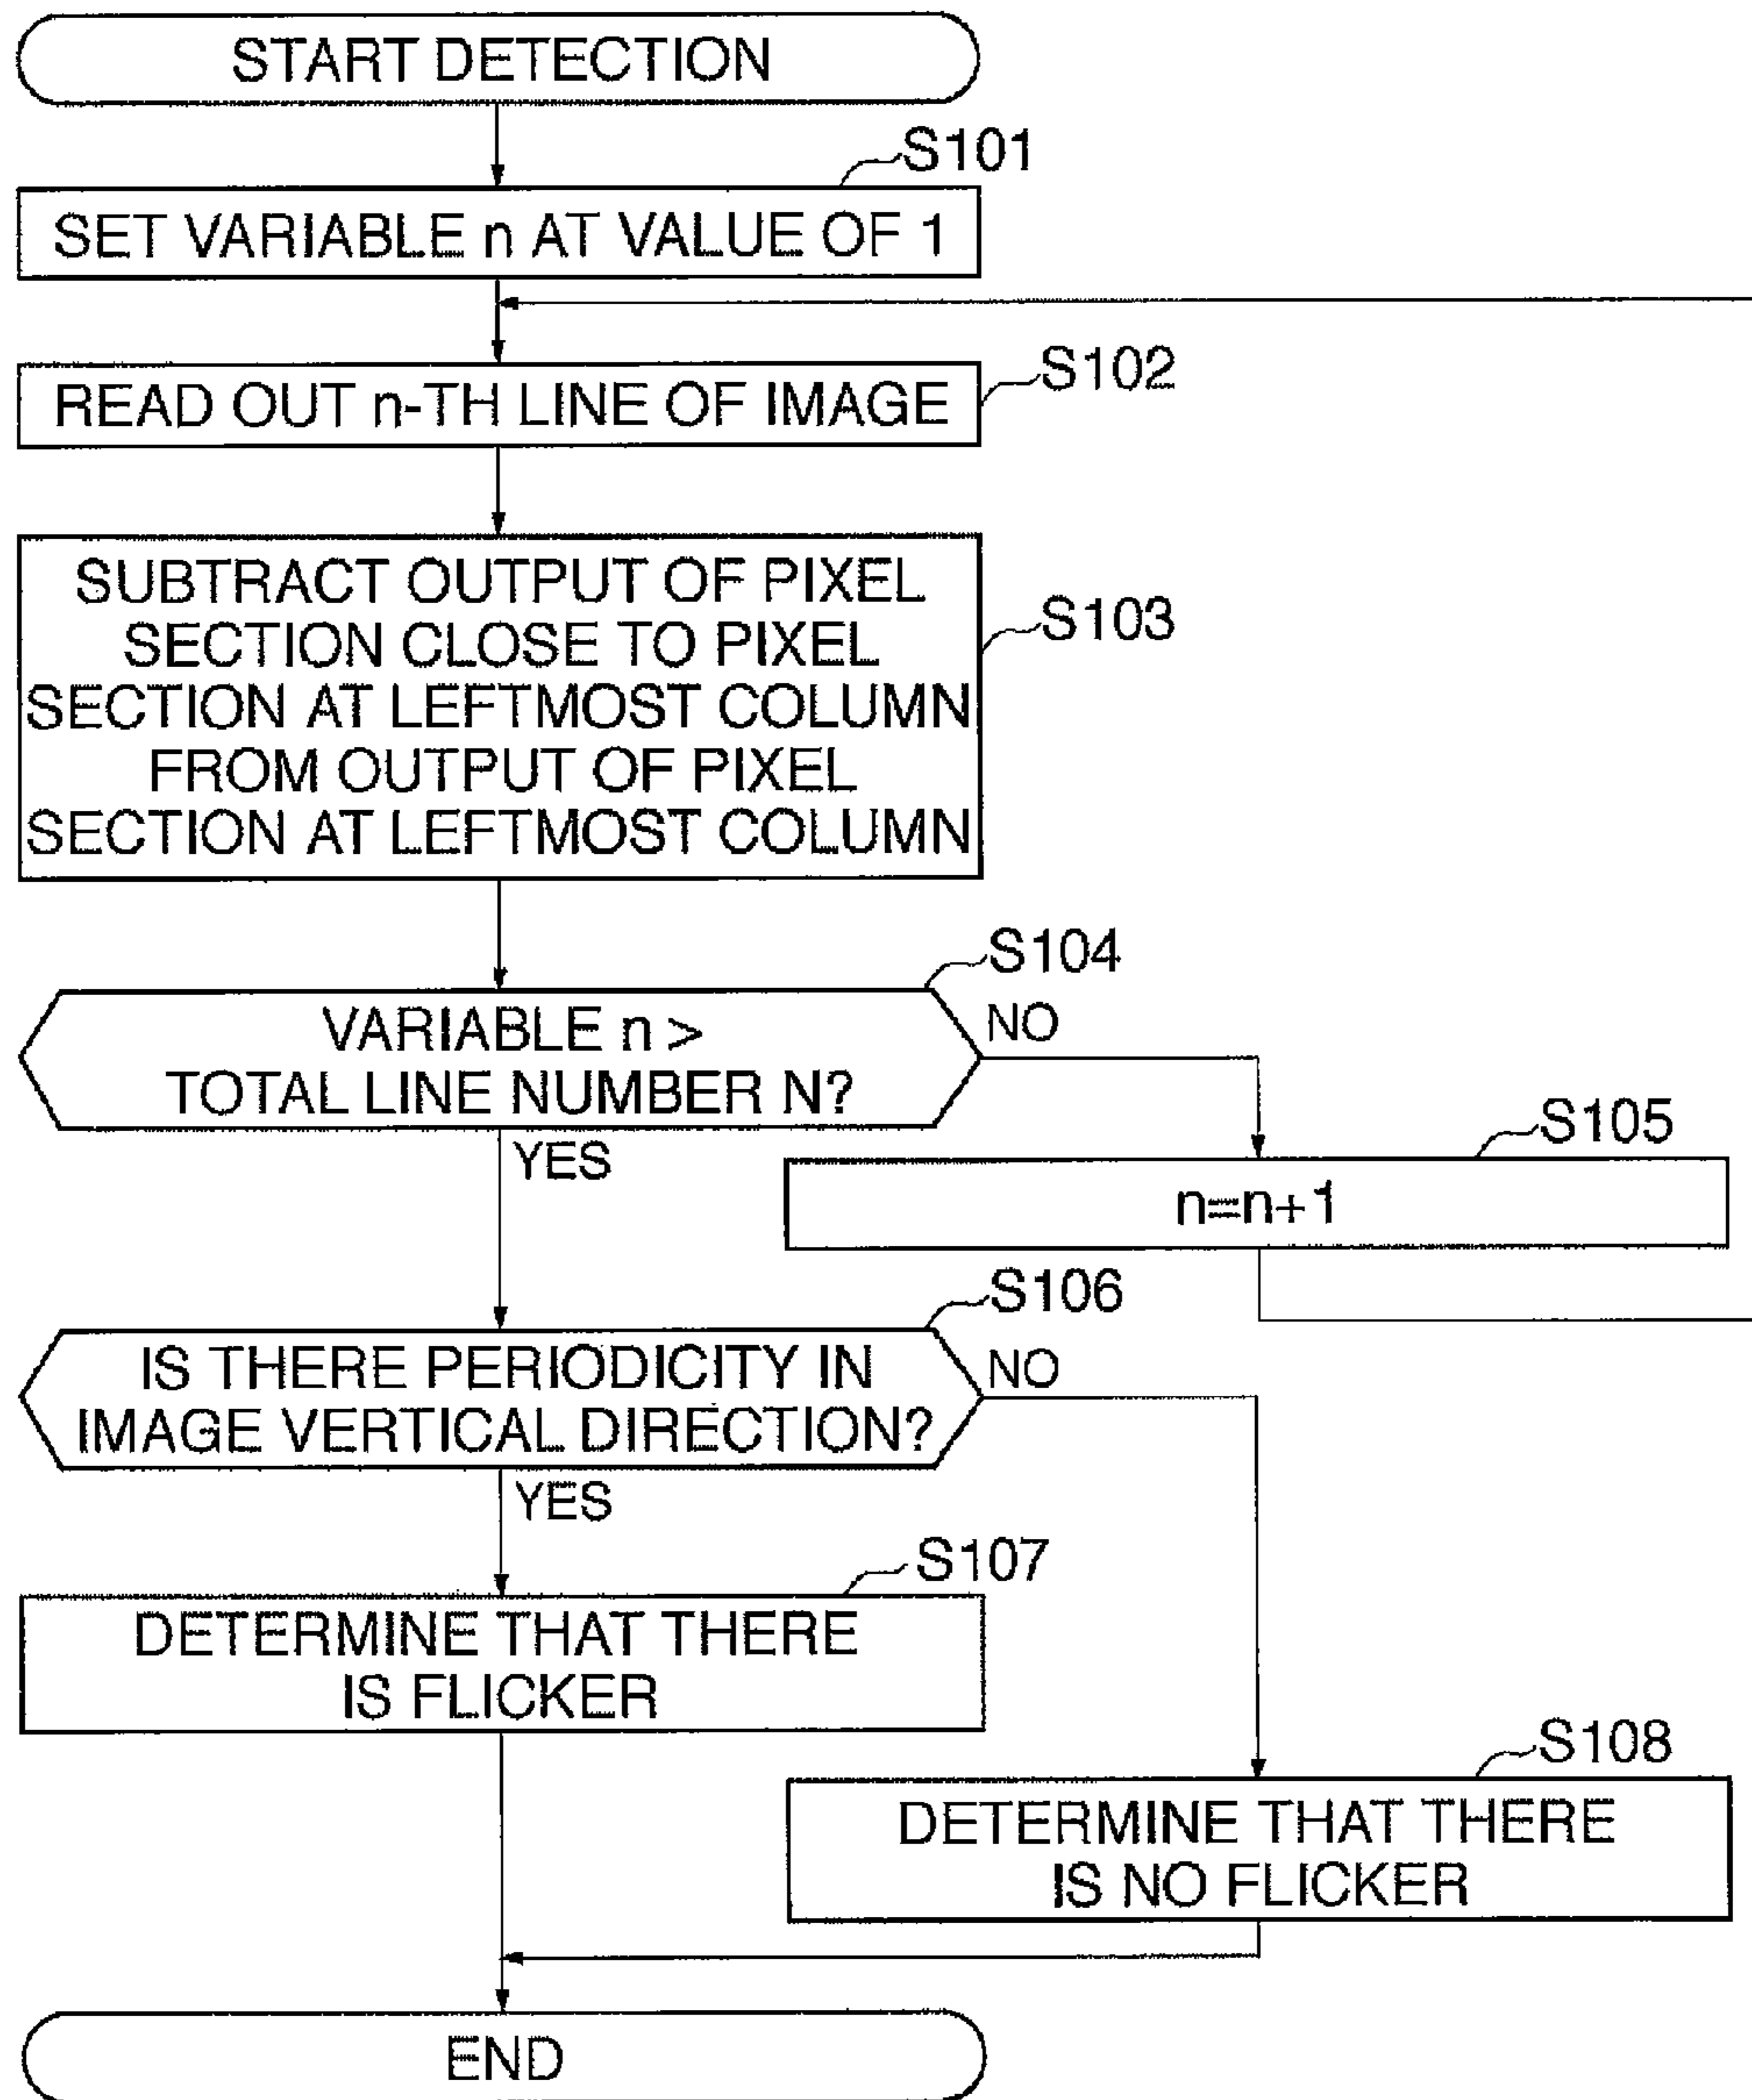 START DETECTION
S101
SET VARIABLE n AT VALUE OF 1
S102
READ OUT n-TH LINE OF IMAGE
SUBTRACT OUTPUT OF PIXEL
SECTION CLOSE TO PIXEL
S103
SECTION AT LEFTMOST COLUMN
FROM OUTPUT OF PIXEL
SECTION AT LEFTMOST COLUMN
S104
VARIABLE n >
TOTAL LINE NUMBER N?
NO
YES
S105
n=n+1
S106
IS THERE PERIODICITY IN
IMAGE VERTICAL DIRECTION?
NO
YES
S107
DETERMINE THAT THERE
IS FLICKER
S108
DETERMINE THAT THERE
IS NO FLICKER
END